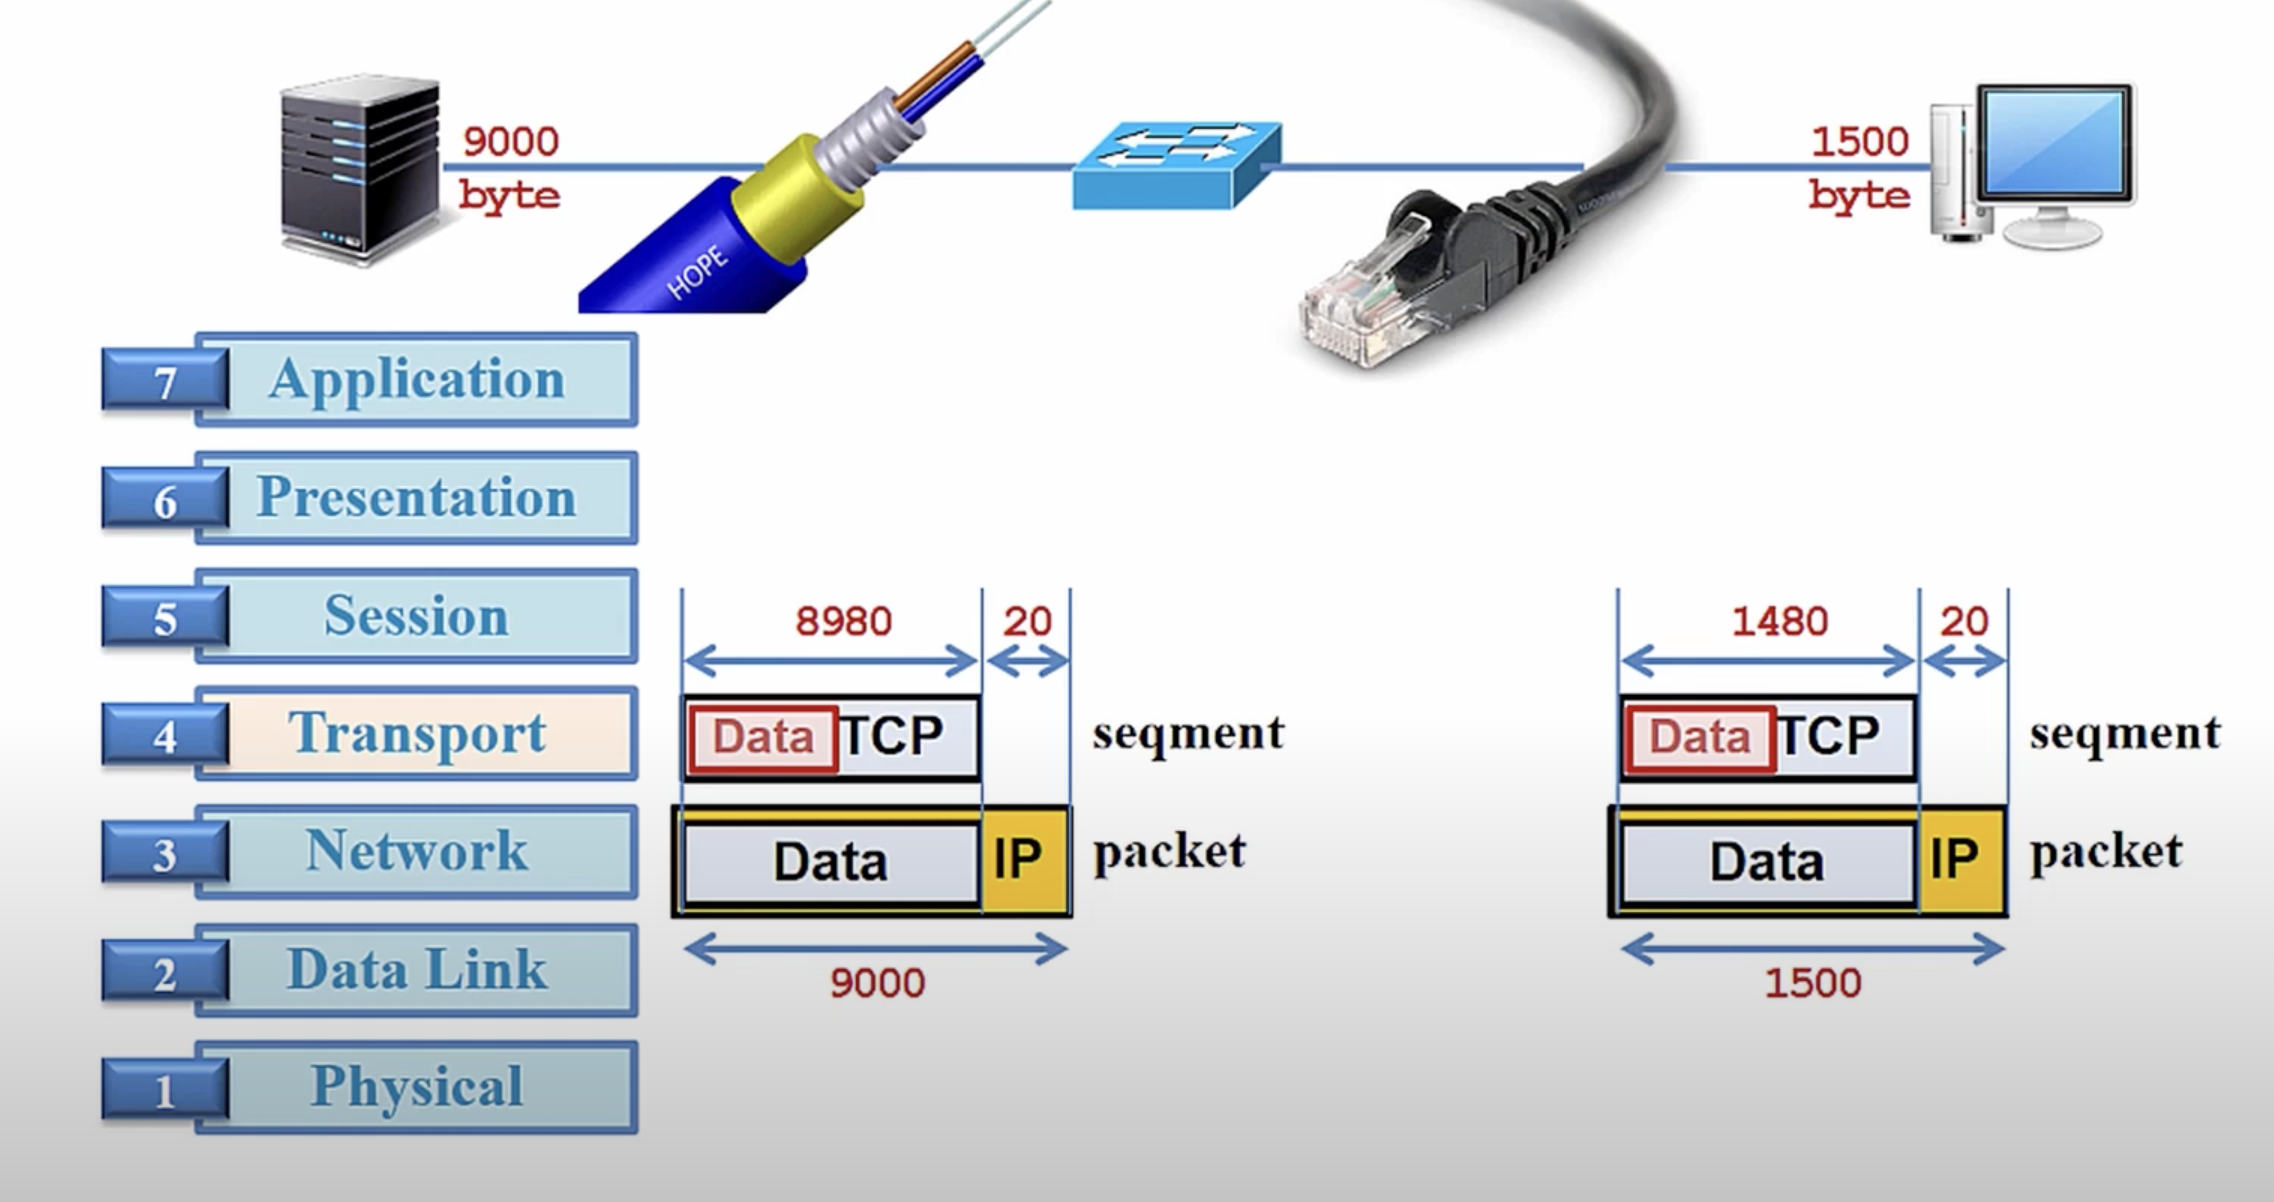 9000
byte
HOPE
1500
byte
7 Application
6 Presentation
5 Session
8980 20
1480 20
4 Transport
Data TCP seqment
Data TCP seqment
3 Network
Data IP packet
Data IP packet
2 Data Link
9000
1500
1 Physical